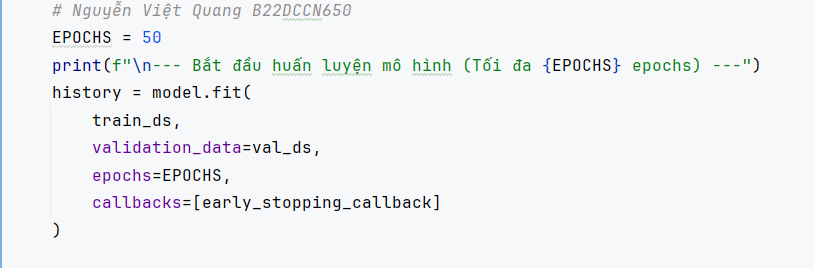 # Nguyễn Việt Quang B22DCCN650
EPOCHS = 50
print(f"\n--- Bắt đầu huấn luyện mô hình (Tối đa {EPOCHS} epochs) ---")
history = model.fit(
    train_ds,
    validation_data=val_ds,
    epochs=EPOCHS,
    callbacks=[early_stopping_callback]
)